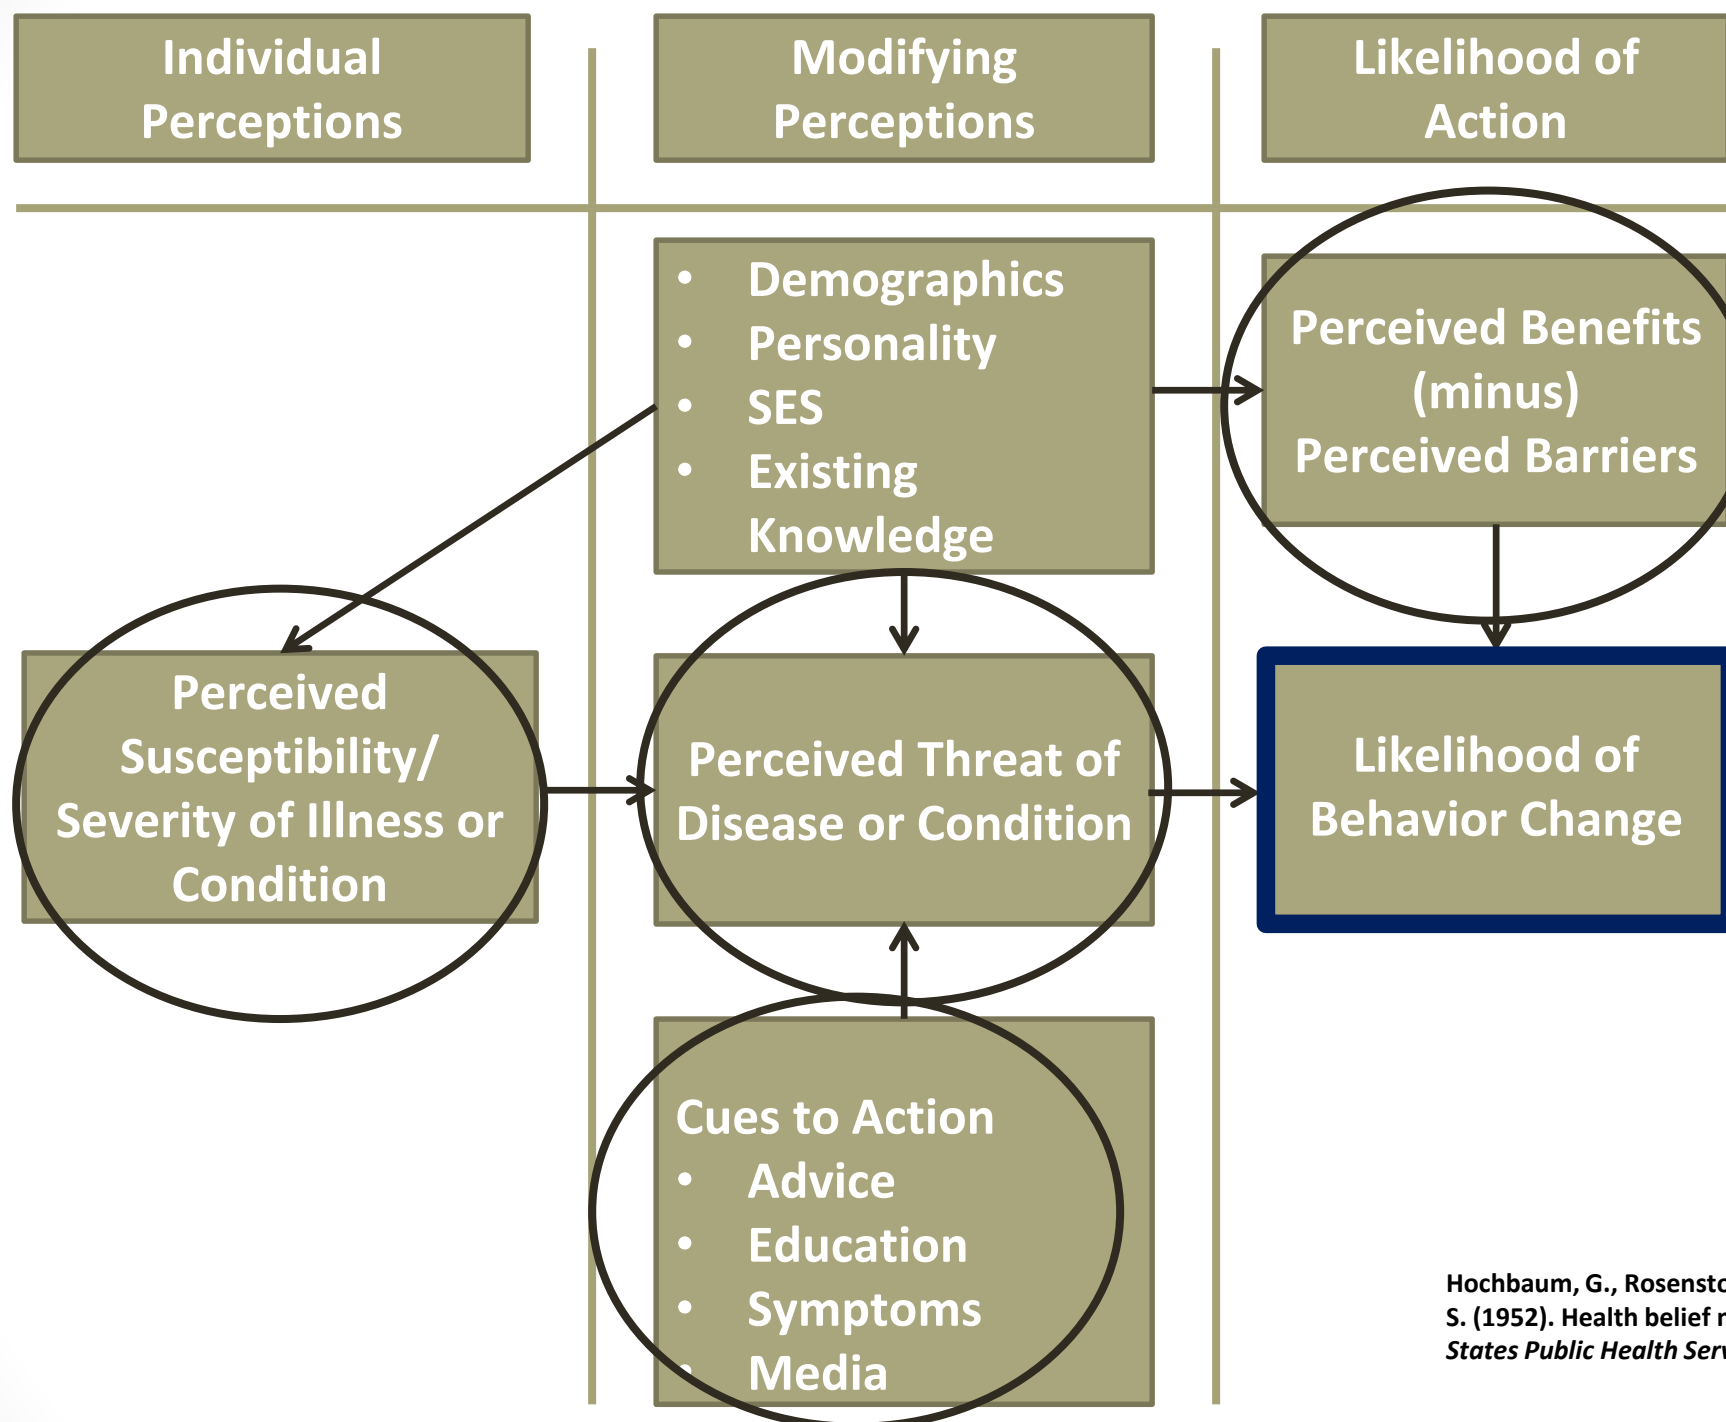 Individual
Perceptions
Modifying
Perceptions
Likelihood of
Action
• Demographics
• Personality
• SES
• Existing
Knowledge
Perceived Benefits
(minus)
Perceived Barriers
Perceived
Susceptibility/
Severity of Illness or
Condition
Perceived Threat of
Disease or Condition
Likelihood of
Behavior Change
Cues to Action
• Advice
• Education
• Symptoms
• Media
Hochbaum, G.,
S. (1952). Health belief
States Public Health